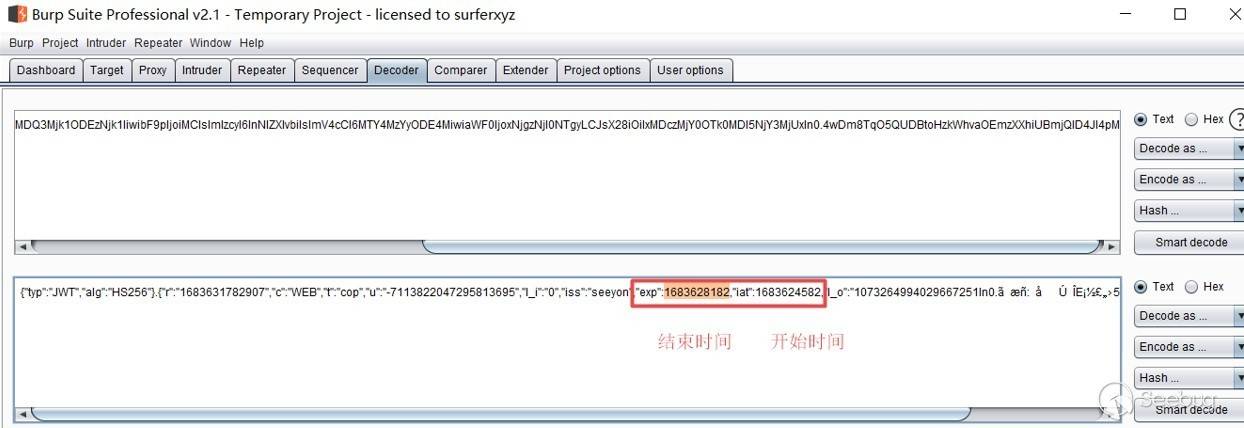 Burp Suite Professional v2.1 - Temporary Project - licensed to surferxyz
Burp Project Intruder Repeater Window Help
Dashboard Target Proxy Intruder Repeater Sequencer Decoder Comparer Extender Project options User options
MDQ3Mjk1ODEzNjk1IiwibF9pIjoiMCIsImlzcyI6InNlZXlvbiIsImV4cCI6MTY4MzYyODE4MiwiaWF0IjoxNjgzNjI0NTgyLCJsX28iOiIxMDczMjY0OTk0MDI5NjY3MjUxIn0.4wDm8TqO5QUDBtoHzkWhvaOEmzXXhiUBmjQlD4Jl4pM
Text Hex ?
Decode as ...
Encode as ...
Hash ...
Smart decode
{"typ":"JWT","alg":"HS256"}.{"r":"1683631782907","c":"WEB","t":"cop","u":"-7113822047295813695","l_i":"0","iss":"seeyon","exp":1683628182,"iat":1683624582,"l_o":"1073264994029667251In0.ã æñ: å Ú ÎE¡½£„›5
Text Hex
结束时间 开始时间
Decode as ...
Encode as ...
Hash ...
Seebug
Smart decode